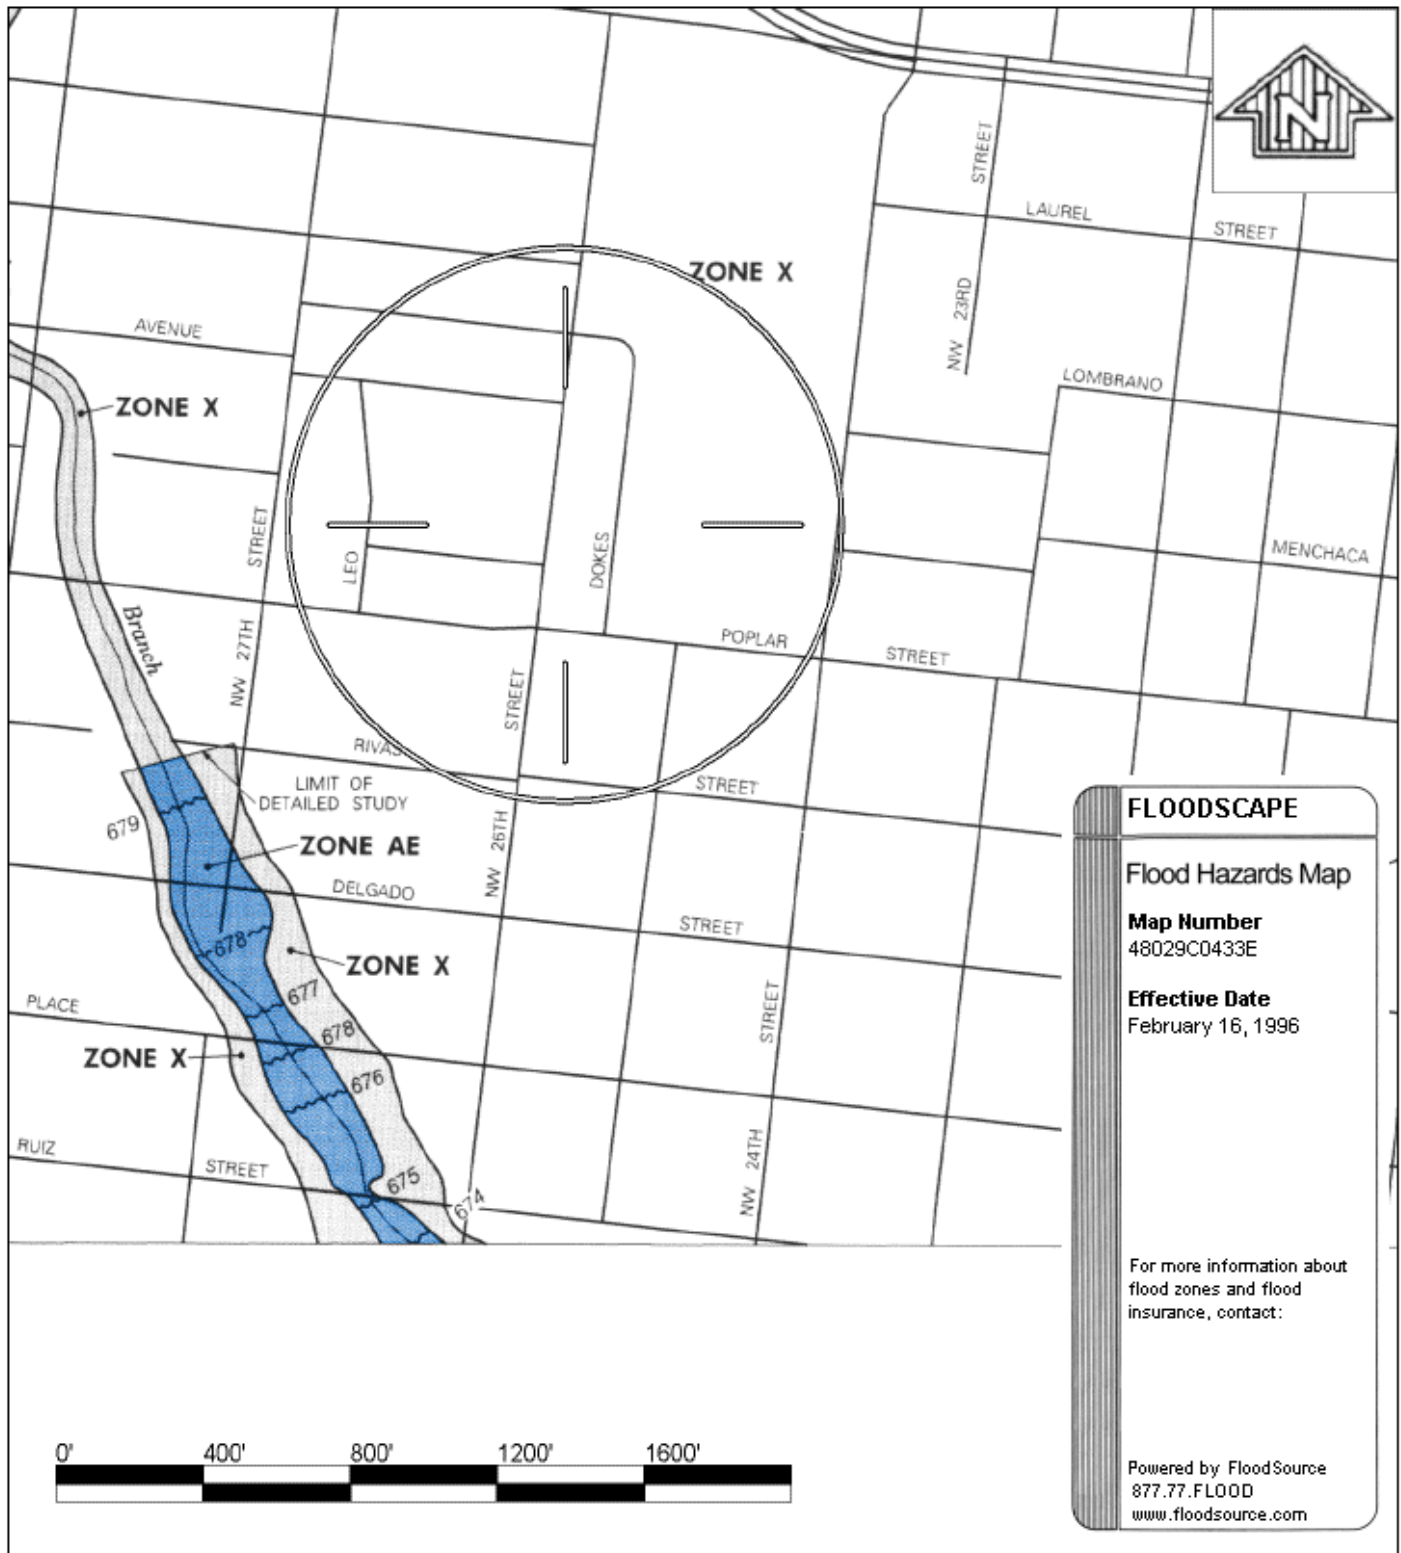 N
STREET
LAUREL
STREET
ZONE X
NW 23RD
AVENUE
LOMBRANO
ZONE X
STREET
LEO
DOKES
MENCHACA
Branch
NW 27TH
POPLAR
STREET
STREET
RIVAS
STREET
LIMIT OF
DETAILED STUDY
679
ZONE AE
NW 26TH
DELGADO
STREET
678
ZONE X
677
PLACE
678
STREET
ZONE X
676
RUIZ
STREET
675
674
NW 24TH
FLOODSCAPE
Flood Hazards Map
Map Number
48029C0433E
Effective Date
February 16, 1996
For more information about
flood zones and flood
insurance, contact:
Powered by FloodSource
877.77.FLOOD
www.floodsource.com
0' 400' 800' 1200' 1600'